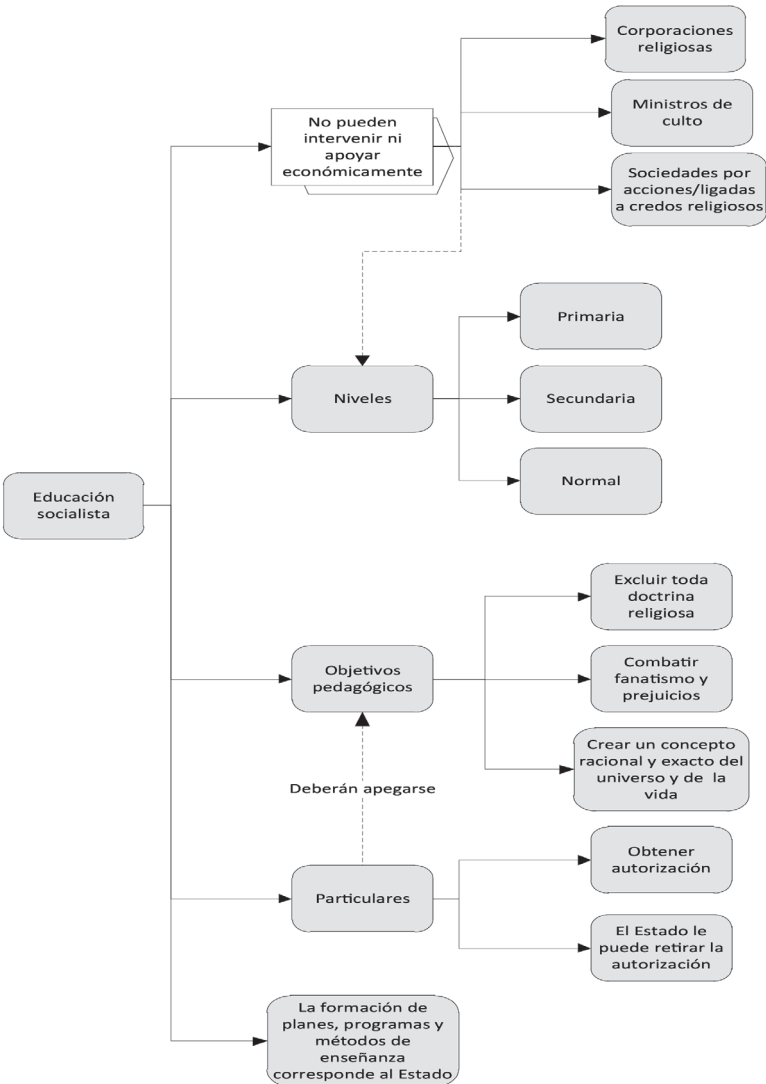 Corporaciones
religiosas
No pueden
intervenir ni
apoyar
económicamente
Ministros de
culto
Sociedades por
acciones/ligadas
a credos religiosos
Niveles
Primaria
Secundaria
Normal
Educación
socialista
Objetivos
pedagógicos
Excluir toda
doctrina
religiosa
Combatir
fanatismo y
prejuicios
Crear un concepto
racional y exacto del
universo y de la
vida
Deberán apegarse
Particulares
Obtener
autorización
El Estado le
puede retirar la
autorización
La formación de
planes, programas y
métodos de
enseñanza
corresponde al Estado